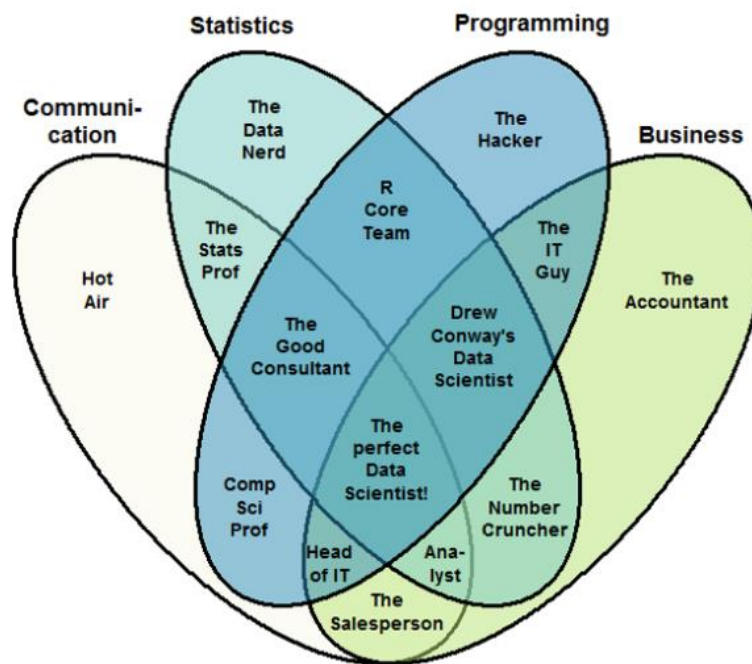 Statistics
Programming
Communi-
cation
Business
The
Data
Nerd
The
Hacker
R
Core
Team
The
Stats
Prof
The
IT
Guy
Hot
Air
The
Accountant
The
Good
Consultant
Drew
Conway's
Data
Scientist
The
perfect
Data
Scientist!
Comp
Sci
Prof
The
Number
Cruncher
Head
of IT
Ana-
lyst
The
Salesperson